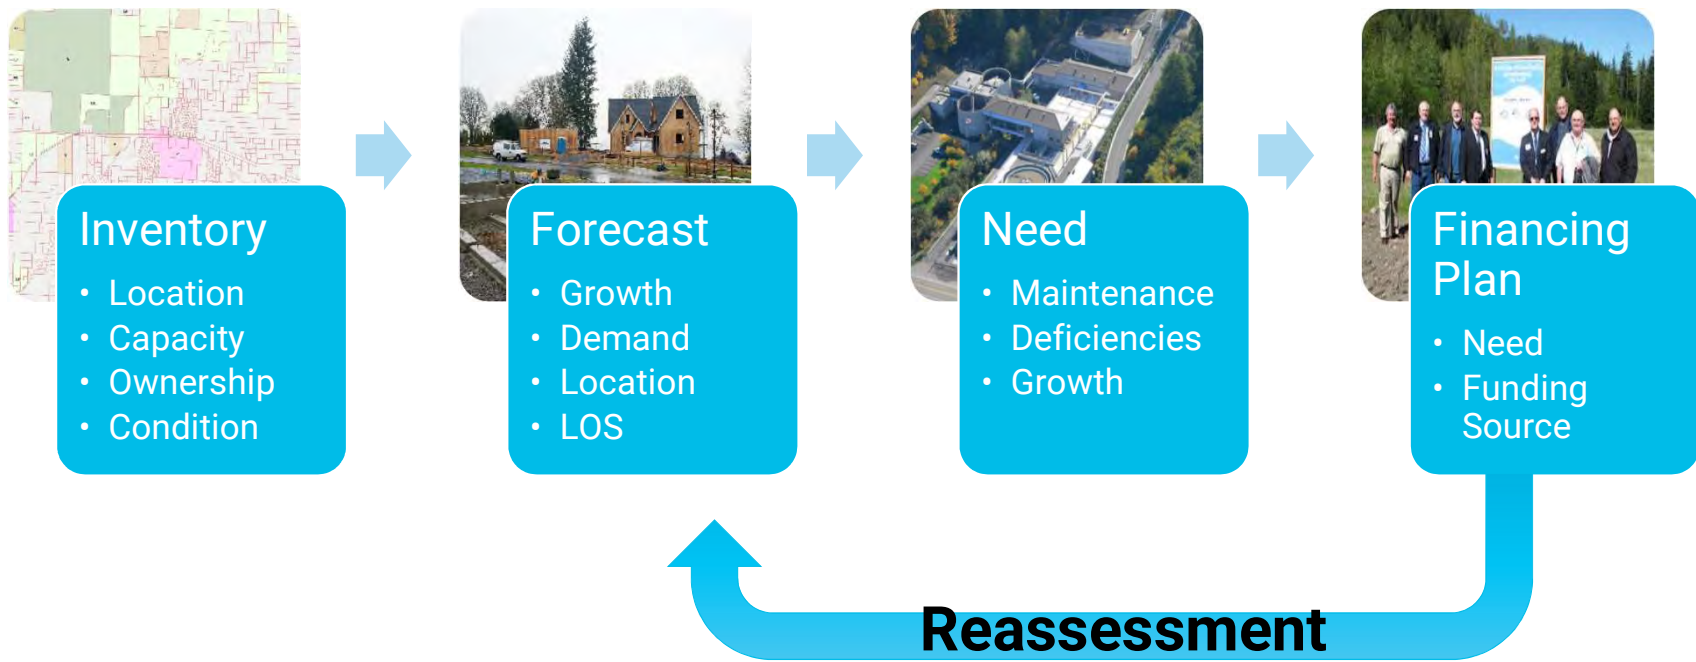 Inventory
• Location
• Capacity
• Ownership
• Condition
Forecast
• Growth
• Demand
• Location
• LOS
Need
• Maintenance
• Deficiencies
• Growth
Financing
Plan
• Need
• Funding
Source
Reassessment